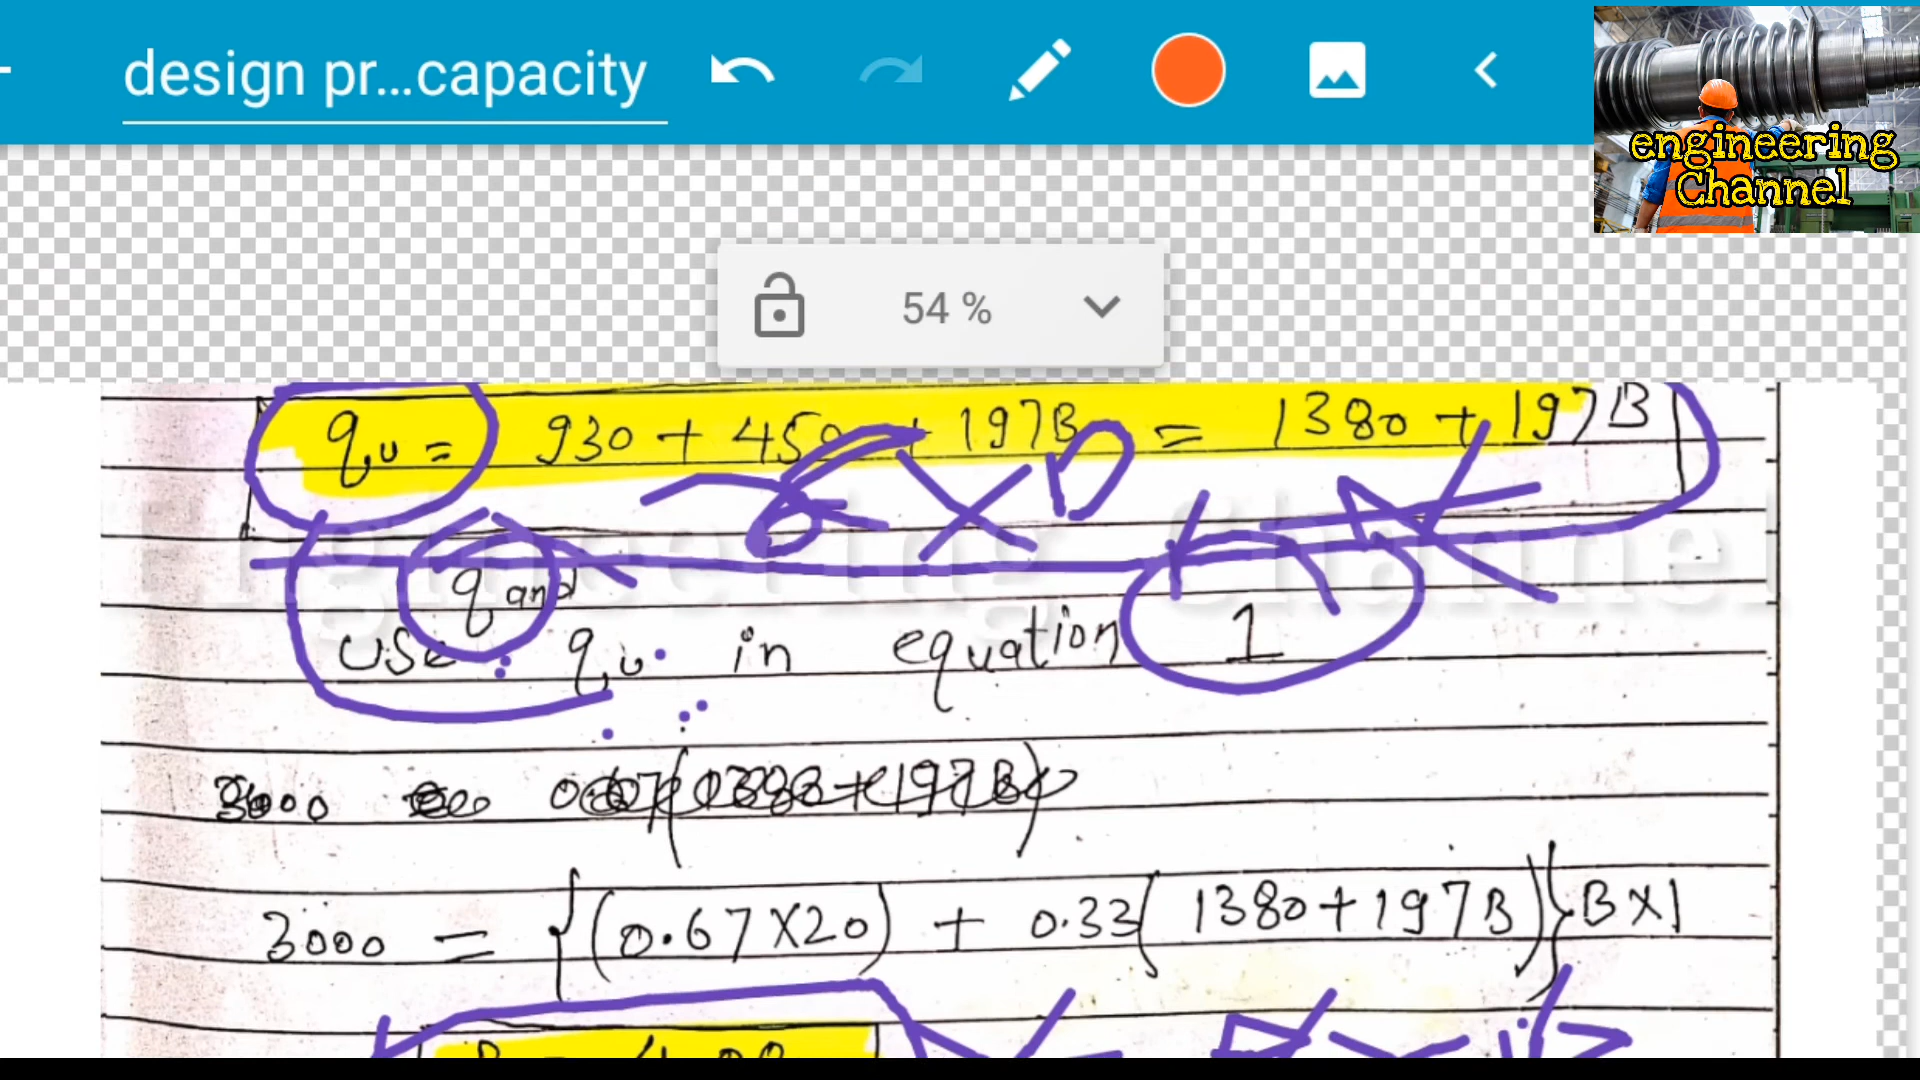 design pr...capacity
engineering
Channel
54 %
qu = 930 + 450 + 197B = 1380 + 197B
q and
use qu in equation 1
3000 = {(0.67X20) + 0.33(1380+197B)}BX1